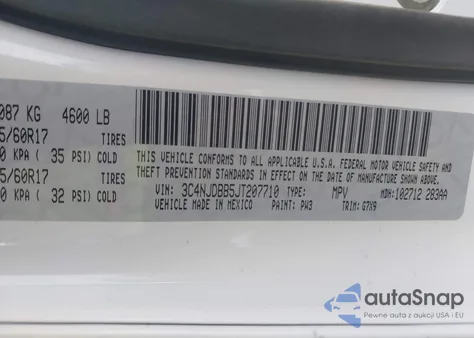 087 KG 4600 LB
5/60R17 TIRES
0 KPA ( 35 PSI) COLD
5/60R17 TIRES
0 KPA ( 32 PSI) COLD
THIS VEHICLE CONFORMS TO ALL APPLICABLE U.S.A. FEDERAL MOTOR VEHICLE SAFETY AND
THEFT PREVENTION STANDARDS IN EFFECT ON THE DATE OF MANUFACTURE SHOWN ABOVE
VIN: 3C4NJDBB5JT207710 TYPE: MPV MDH: 102712 283AA
VEHICLE MADE IN MEXICO PAINT: PW3 TRIM: G7X9
autoSnap
Pewne auta z aukcji USA i EU